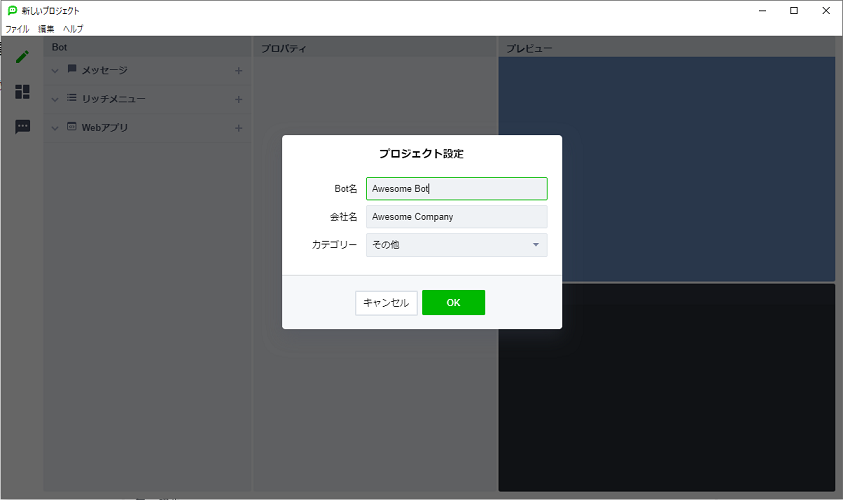 新しいプロジェクト
ファイル 編集 ヘルプ
Bot
メッセージ
リッチメニュー
Webアプリ
プロパティ
プレビュー
プロジェクト設定
Bot名 Awesome Bot
会社名 Awesome Company
カテゴリー その他
キャンセル OK